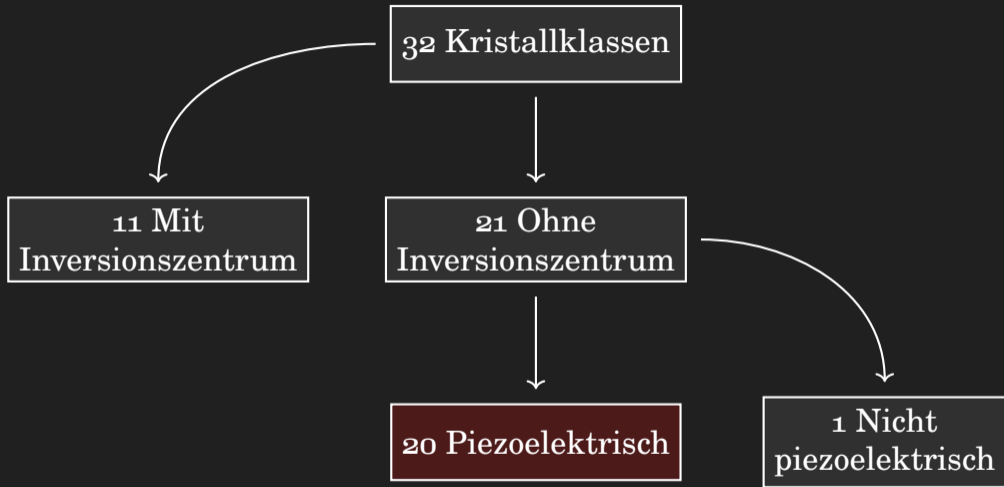 32 Kristallklassen
11 Mit
Inversionszentrum
21 Ohne
Inversionszentrum
20 Piezoelektrisch
1 Nicht
piezoelektrisch